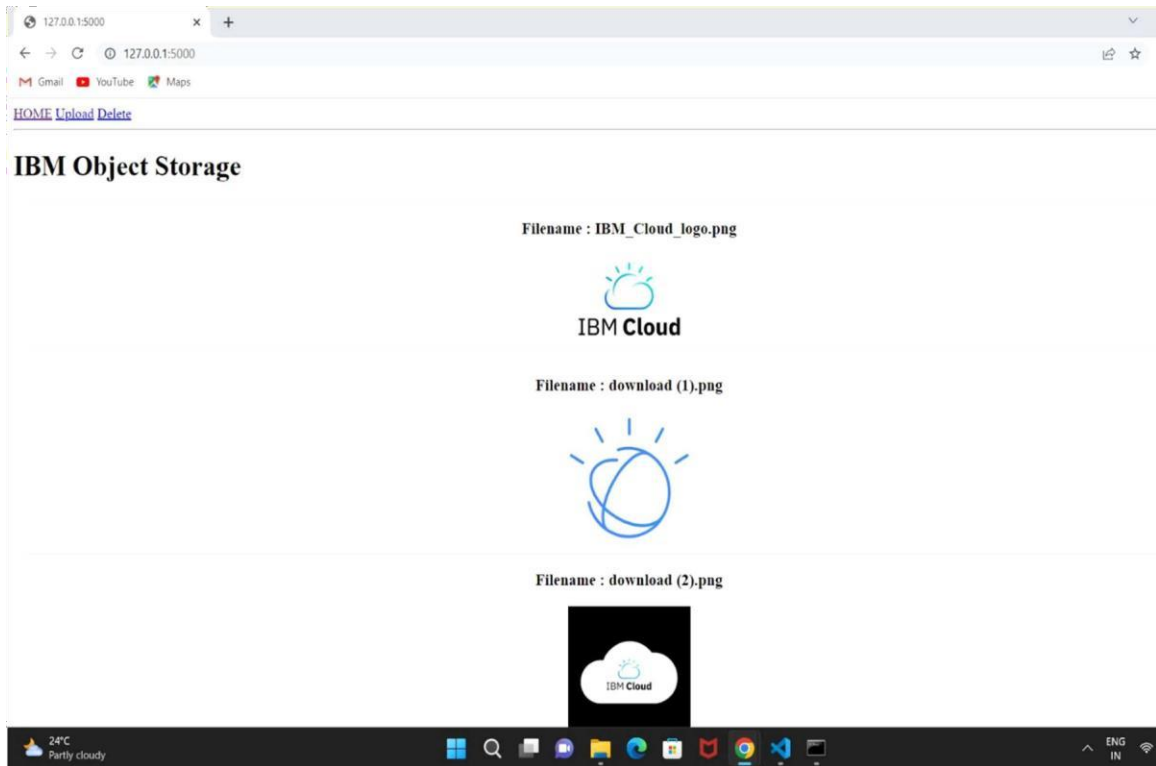 127.0.0.1:5000
127.0.0.1:5000
Gmail YouTube Maps
HOME Upload Delete
IBM Object Storage
Filename : IBM_Cloud_logo.png
IBM Cloud
Filename : download (1).png
Filename : download (2).png
IBM Cloud
24°C
Partly cloudy
ENG
IN